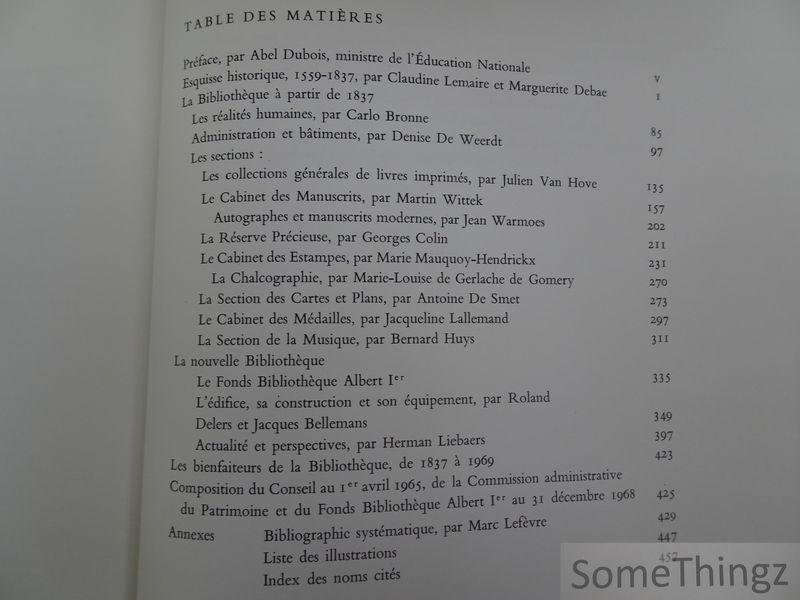 TABLE DES MATIÈRES
Préface, par Abel Dubois, ministre de l'Éducation Nationale V
Esquisse historique, 1559-1837, par Claudine Lemaire et Marguerite Debae 1
La Bibliothèque à partir de 1837
Les réalités humaines, par Carlo Bronne 85
Administration et bâtiments, par Denise De Weerdt 97
Les sections :
Les collections générales de livres imprimés, par Julien Van Hove 135
Le Cabinet des Manuscrits, par Martin Wittek 157
Autographes et manuscrits modernes, par Jean Warmoes 202
La Réserve Précieuse, par Georges Colin 211
Le Cabinet des Estampes, par Marie Mauquoy-Hendrickx 231
La Chalcographie, par Marie-Louise de Gerlache de Gomery 270
La Section des Cartes et Plans, par Antoine De Smet 273
Le Cabinet des Médailles, par Jacqueline Lallemand 297
La Section de la Musique, par Bernard Huys 311
La nouvelle Bibliothèque
Le Fonds Bibliothèque Albert Ier 335
L'édifice, sa construction et son équipement, par Roland
Delers et Jacques Bellemans 349
Actualité et perspectives, par Herman Liebaers 397
Les bienfaiteurs de la Bibliothèque, de 1837 à 1969 423
Composition du Conseil au 1er avril 1965, de la Commission administrative
du Patrimoine et du Fonds Bibliothèque Albert Ier au 31 décembre 1968 425
Annexes Bibliographic systématique, par Marc Lefèvre 429
Liste des illustrations 447
Index des noms cités 457
SomeThingz